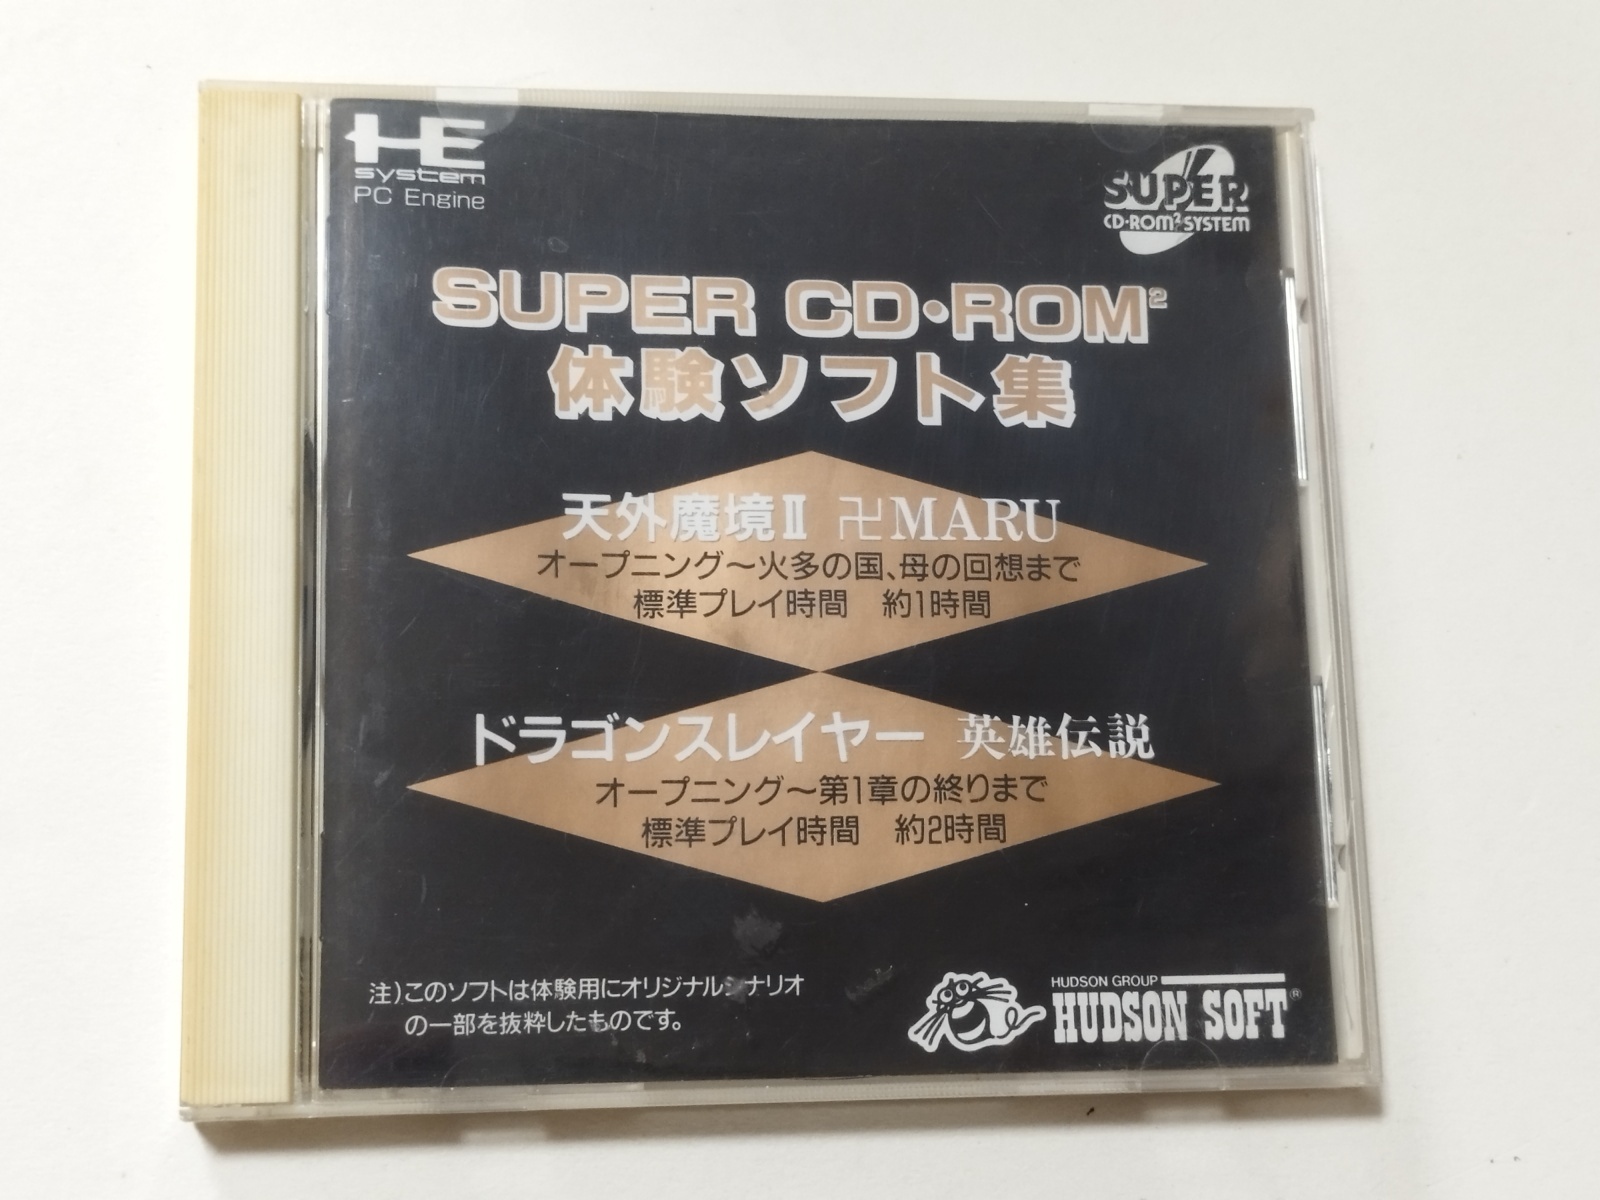 HE
system
PC Engine
SUPER
CD-ROM² SYSTEM
SUPER CD・ROM²
体験ソフト集
天外魔境II 卍MARU
オープニング〜火多の国、母の回想まで
標準プレイ時間 約1時間
ドラゴンスレイヤー 英雄伝説
オープニング〜第1章の終りまで
標準プレイ時間 約2時間
注)このソフトは体験用にオリジナルシナリオ
の一部を抜粋したものです。
HUDSON GROUP
HUDSON SOFT®